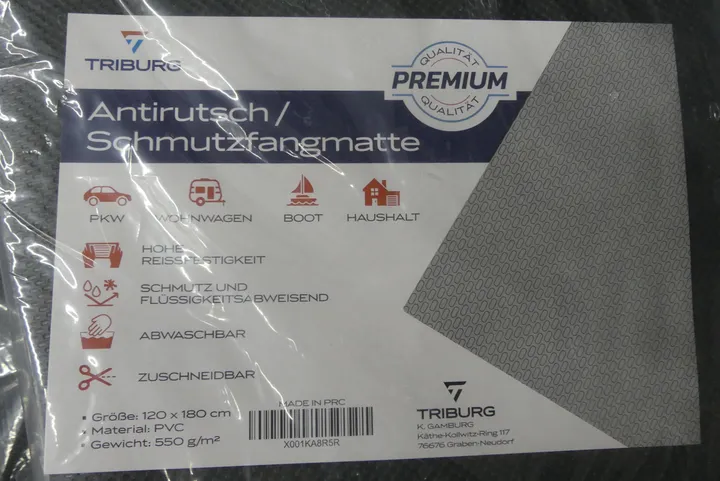 TRIBURG
QUALITÄT
PREMIUM
QUALITÄT
Antirutsch /
Schmutzfangmatte
PKW WOHNWAGEN BOOT HAUSHALT
HOHE
REISSFESTIGKEIT
SCHMUTZ UND
FLÜSSIGKEITSABWEISEND
ABWASCHBAR
ZUSCHNEIDBAR
• Größe: 120 x 180 cm
• Material: PVC
Gewicht: 550 g/m²
MADE IN PRC
X001KA8R5R
TRIBURG
K. GAMBURG
Käthe-Kollwitz-Ring 117
76676 Graben-Neudorf